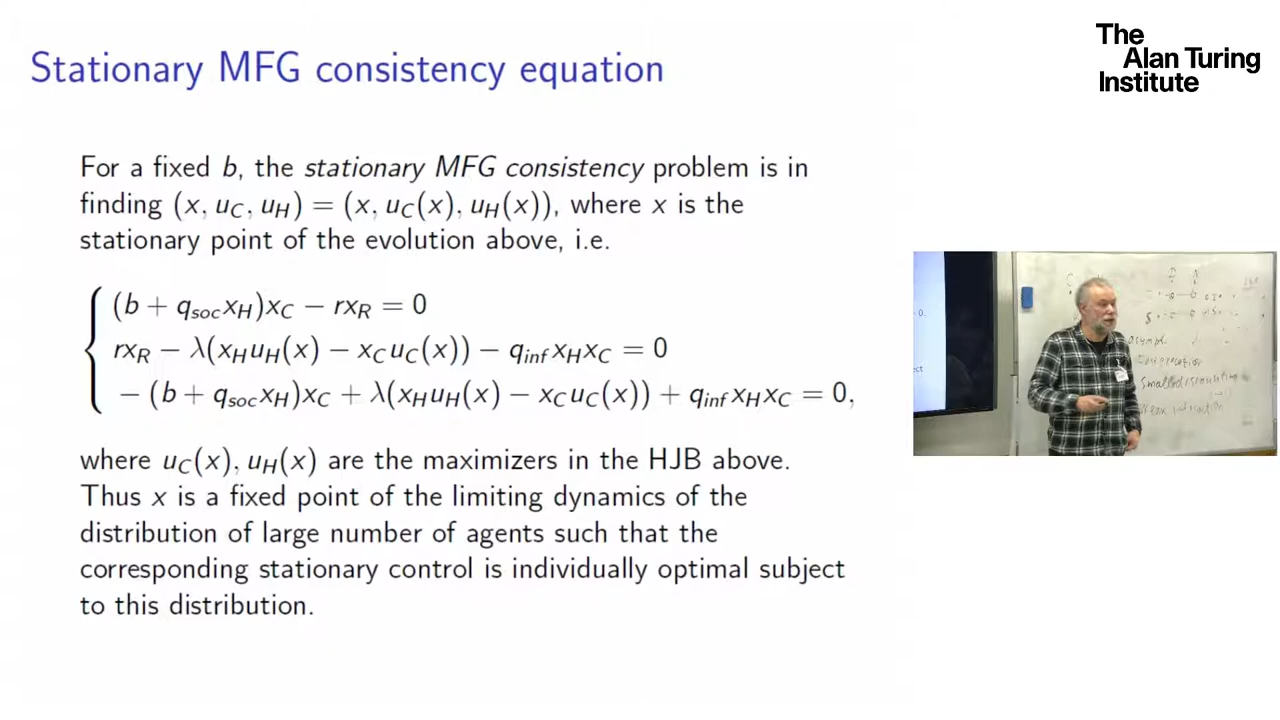 Stationary MFG consistency equation
The
Alan Turing
Institute
For a fixed b, the stationary MFG consistency problem is in
finding (x, u_C, u_H) = (x, u_C(x), u_H(x)), where x is the
stationary point of the evolution above, i.e.
(b + q_soc x_H)x_C − rx_R = 0
rx_R − λ(x_H u_H(x) − x_C u_C(x)) − q_inf x_H x_C = 0
− (b + q_soc x_H)x_C + λ(x_H u_H(x) − x_C u_C(x)) + q_inf x_H x_C = 0,
where u_C(x), u_H(x) are the maximizers in the HJB above.
Thus x is a fixed point of the limiting dynamics of the
distribution of large number of agents such that the
corresponding stationary control is individually optimal subject
to this distribution.